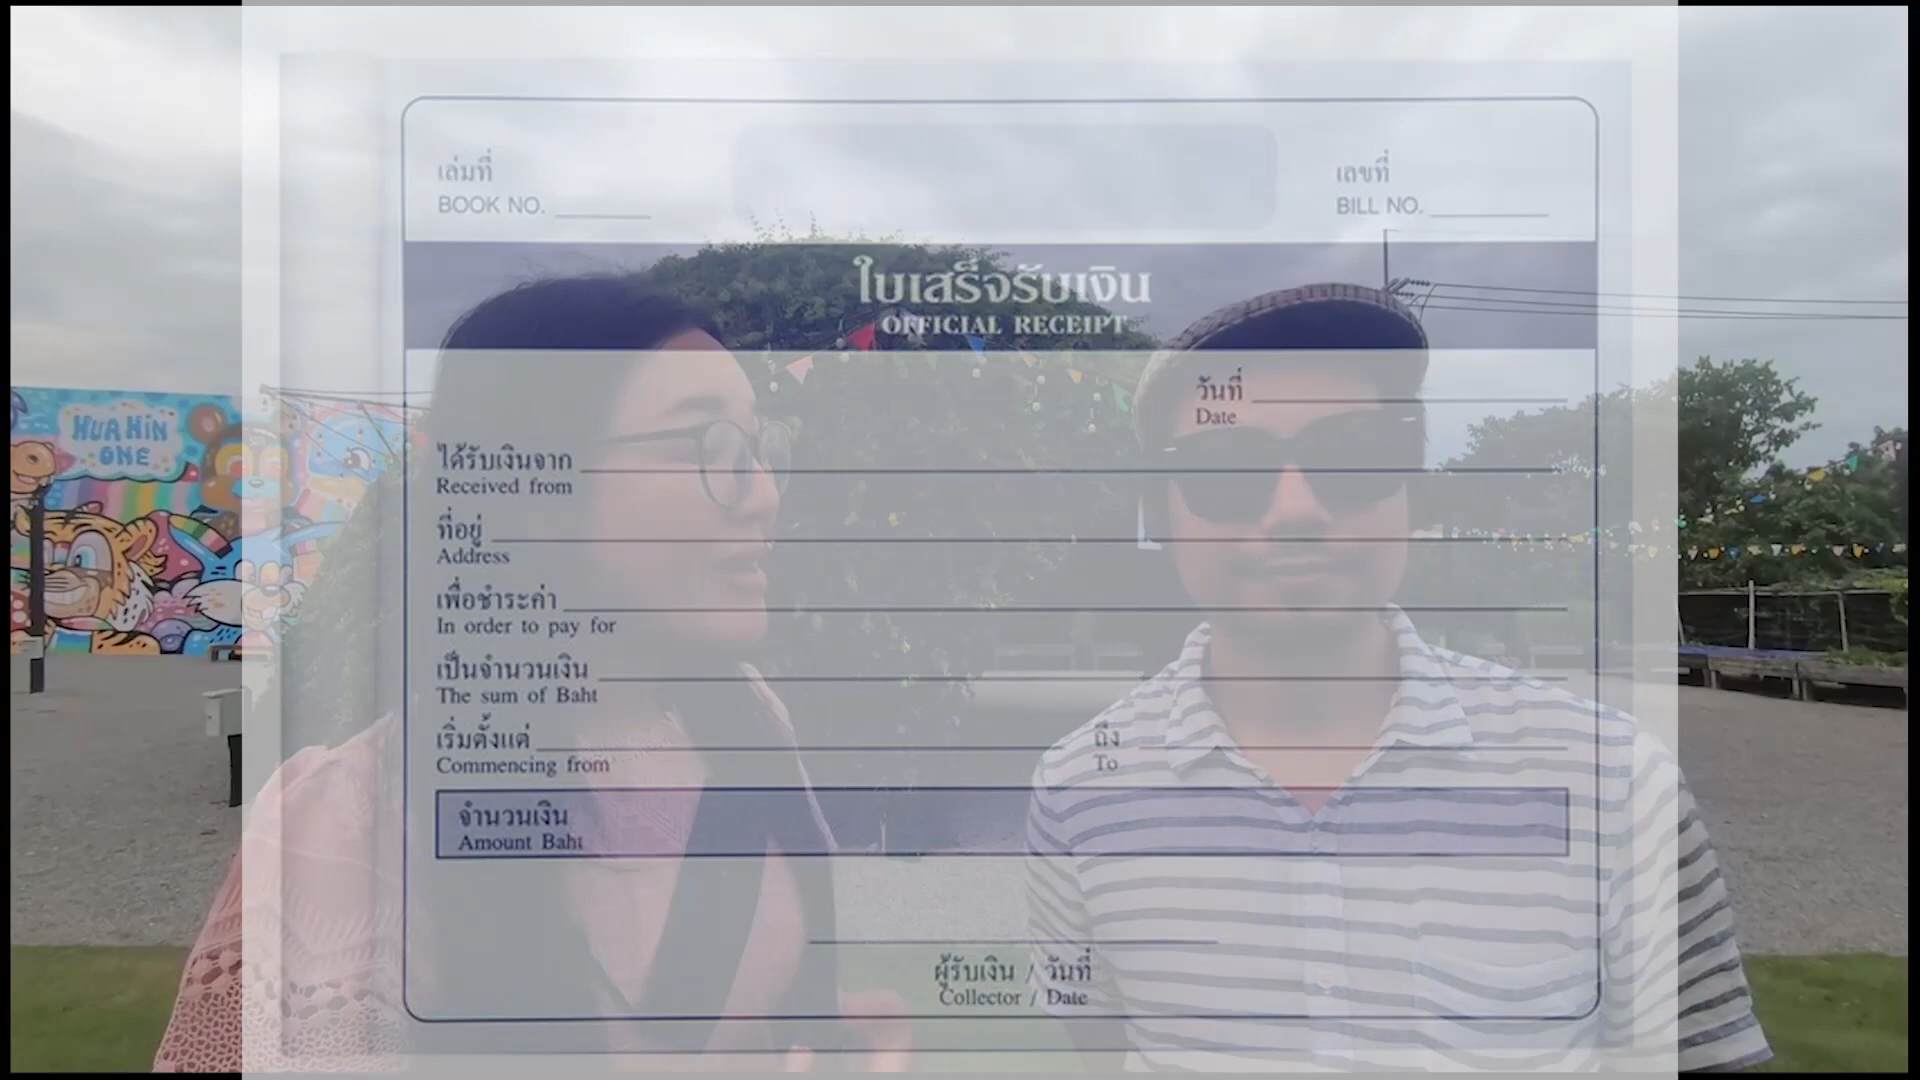 เล่มที่
BOOK NO.
เลขที่
BILL NO.
ใบเสร็จรับเงิน
OFFICIAL RECEIPT
วันที่
Date
HUA HIN
ONE
ได้รับเงินจาก
Received from
ที่อยู่
Address
เพื่อชำระค่า
In order to pay for
เป็นจำนวนเงิน
The sum of Baht
เริ่มตั้งแต่
Commencing from
ถึง
To
จำนวนเงิน
Amount Baht
ผู้รับเงิน / วันที่
Collector / Date